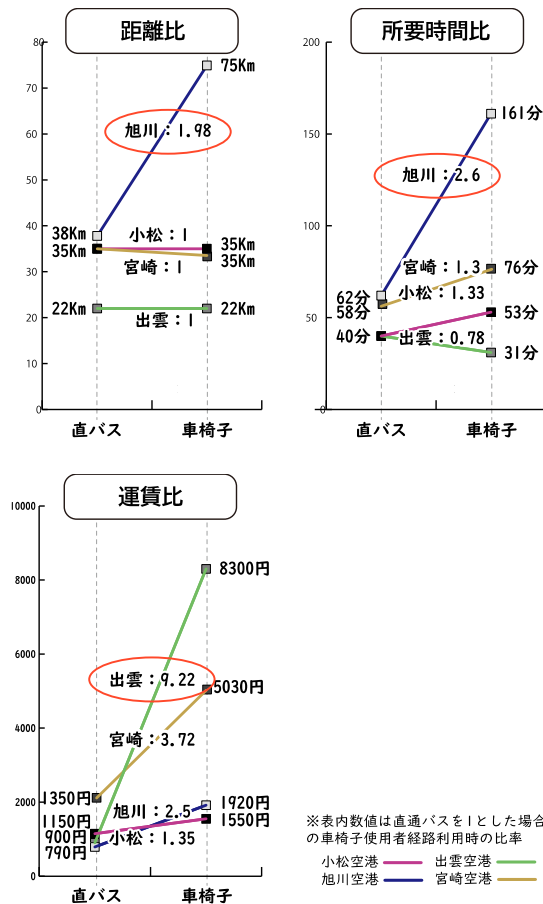 距離比
80
70
60
50
40
30
20
10
0
75Km
旭川：1.98
38Km
35Km
小松：1
35Km
宮崎：1
35Km
22Km
22Km
出雲：1
直バス
車椅子
所要時間比
200
150
100
50
0
161分
旭川：2.6
宮崎：1.3
76分
62分
小松：1.33
58分
53分
40分
出雲：0.78
31分
直バス
車椅子
運賃比
10000
8000
6000
4000
2000
0
8300円
出雲：9.22
5030円
宮崎：3.72
1350円
旭川：2.5
1920円
1150円
1550円
900円
小松：1.35
790円
直バス
車椅子
※表内数値は直通バスを1とした場合
の車椅子使用者経路利用時の比率
小松空港
出雲空港
旭川空港
宮崎空港